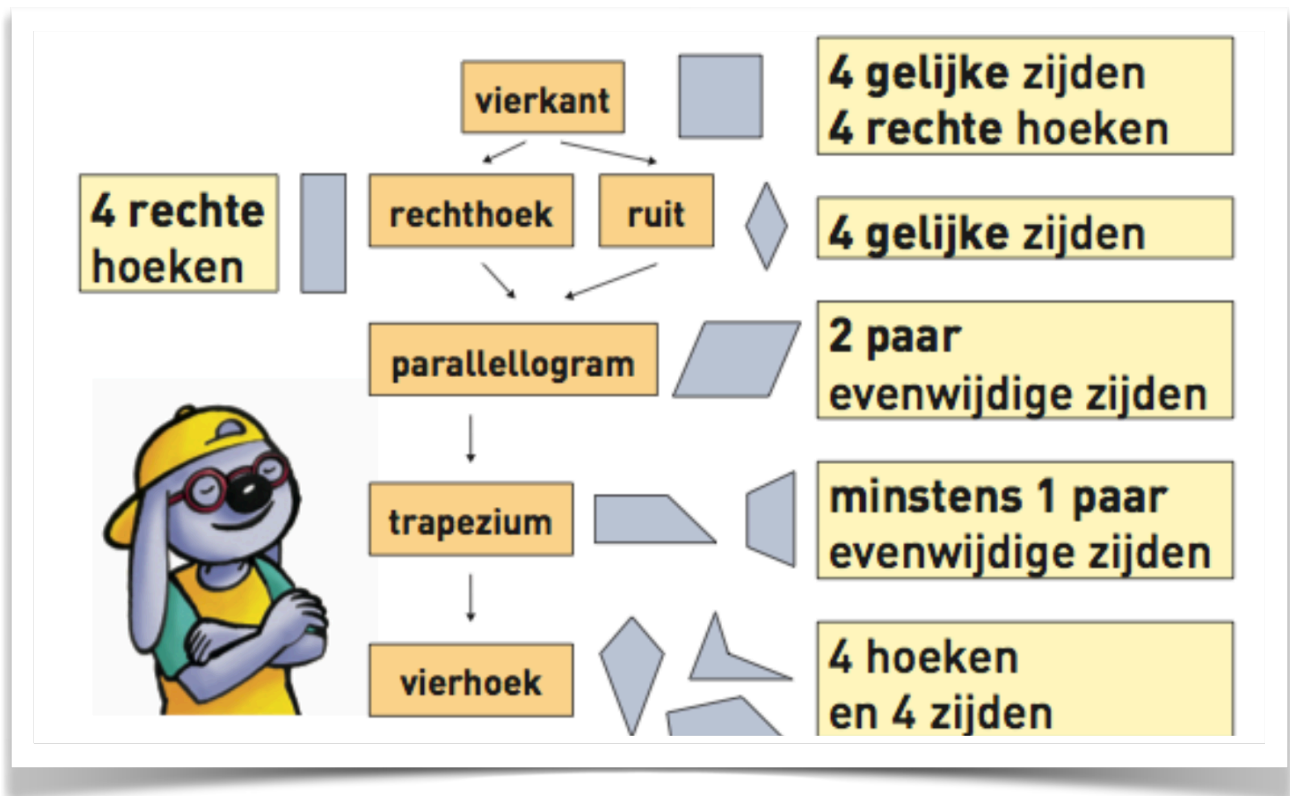 vierkant
4 gelijke zijden
4 rechte hoeken
4 rechte
hoeken
rechthoek
ruit
4 gelijke zijden
parallellogram
2 paar
evenwijdige zijden
trapezium
minstens 1 paar
evenwijdige zijden
vierhoek
4 hoeken
en 4 zijden